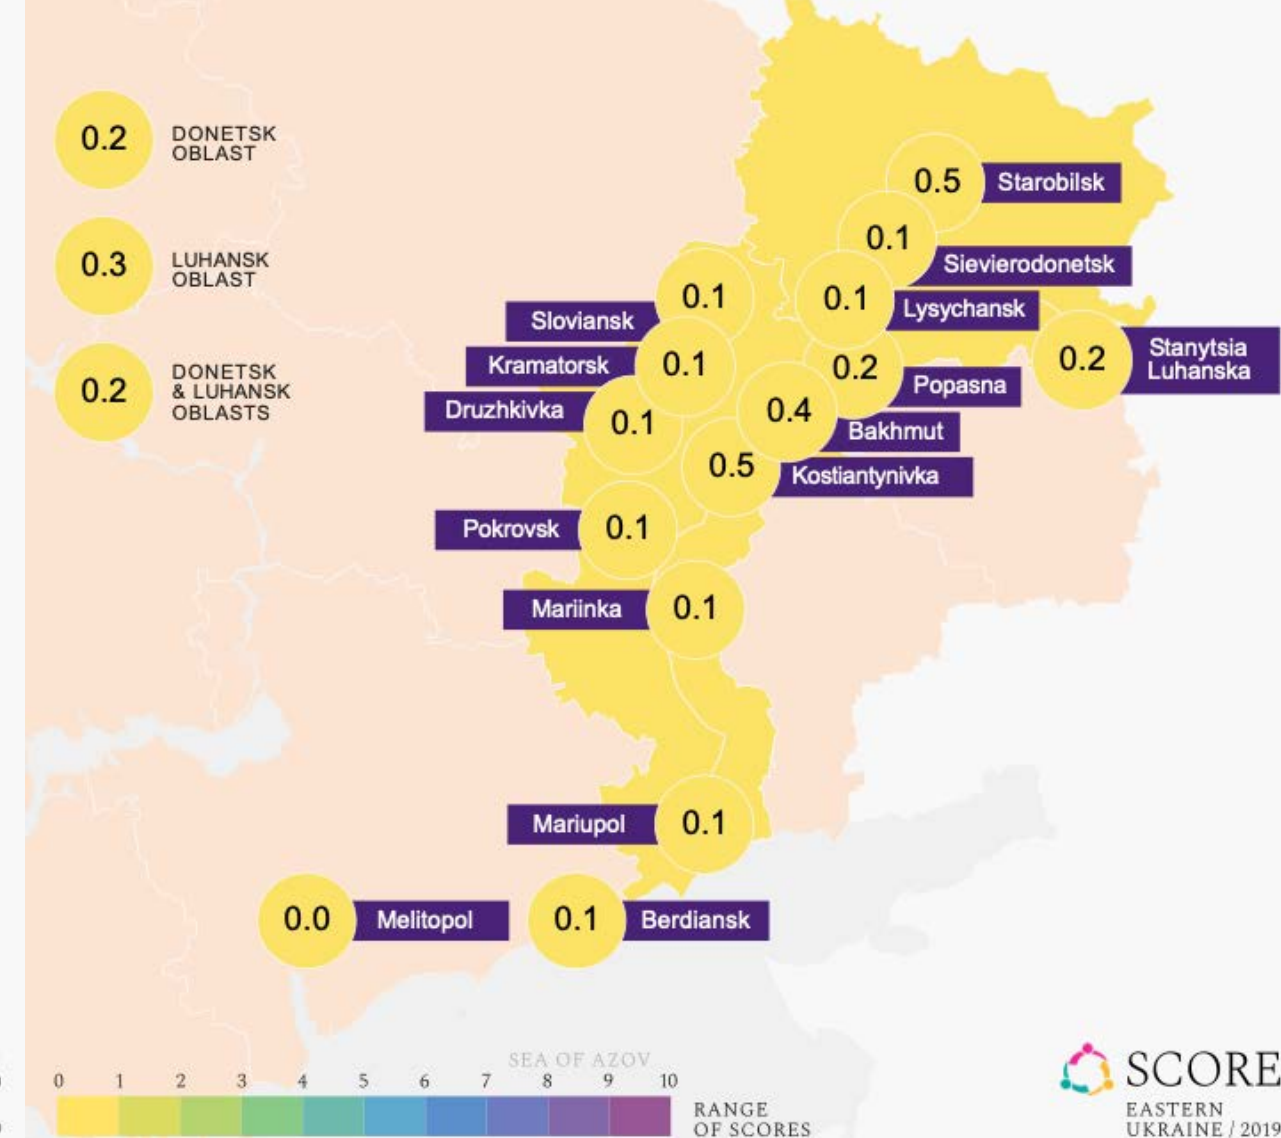 0.2
DONETSK
OBLAST
0.3
LUHANSK
OBLAST
0.2
DONETSK
& LUHANSK
OBLASTS
0.5
Starobilsk
0.1
Sievierodonetsk
0.1
Sloviansk
0.1
Lysychansk
0.1
Kramatorsk
0.2
Popasna
0.2
Stanytsia
Luhanska
0.1
Druzhkivka
0.4
Bakhmut
0.5
Kostiantynivka
Pokrovsk
0.1
Mariinka
0.1
Mariupol
0.1
0.0
Melitopol
0.1
Berdiansk
SEA OF AZOV
0 1 2 3 4 5 6 7 8 9 10
RANGE
OF SCORES
SCORE
EASTERN
UKRAINE / 2019